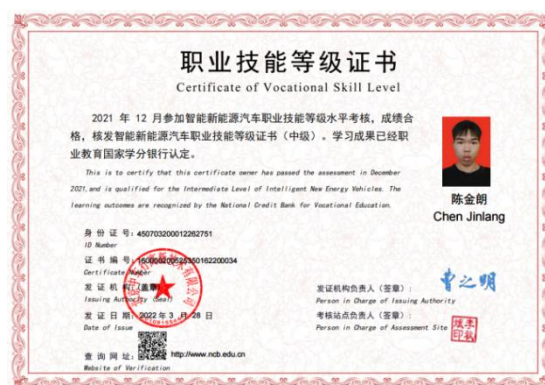 职业技能等级证书
Certificate of Vocational Skill Level
2021 年 12 月参加智能新能源汽车职业技能等级水平考核，成绩合
格，核发智能新能源汽车职业技能等级证书（中级）。学习成果已经职
业教育国家学分银行认定。
This is to certify that this certificate owner has passed the assessment in December
2021, and is qualified for the Intermediate Level of Intelligent New Energy Vehicles. The
learning outcomes are recognized by the National Credit Bank for Vocational Education.
陈金朗
Chen Jinlang
身 份 证 号：450703200012262751
ID Number
证 书 编 号：
Certificate Number
发 证 机 构（盖章）
Issuing Authority (Seal)
发 证 日 期：2022 年 3 月 28 日
Date of Issue
查 询 网 址：http://www.ncb.edu.cn
Website of Verification
发证机构负责人（签章）：
曹之明
Person in Charge of Issuing Authority
考核站点负责人（签章）：
Person in Charge of Assessment Site